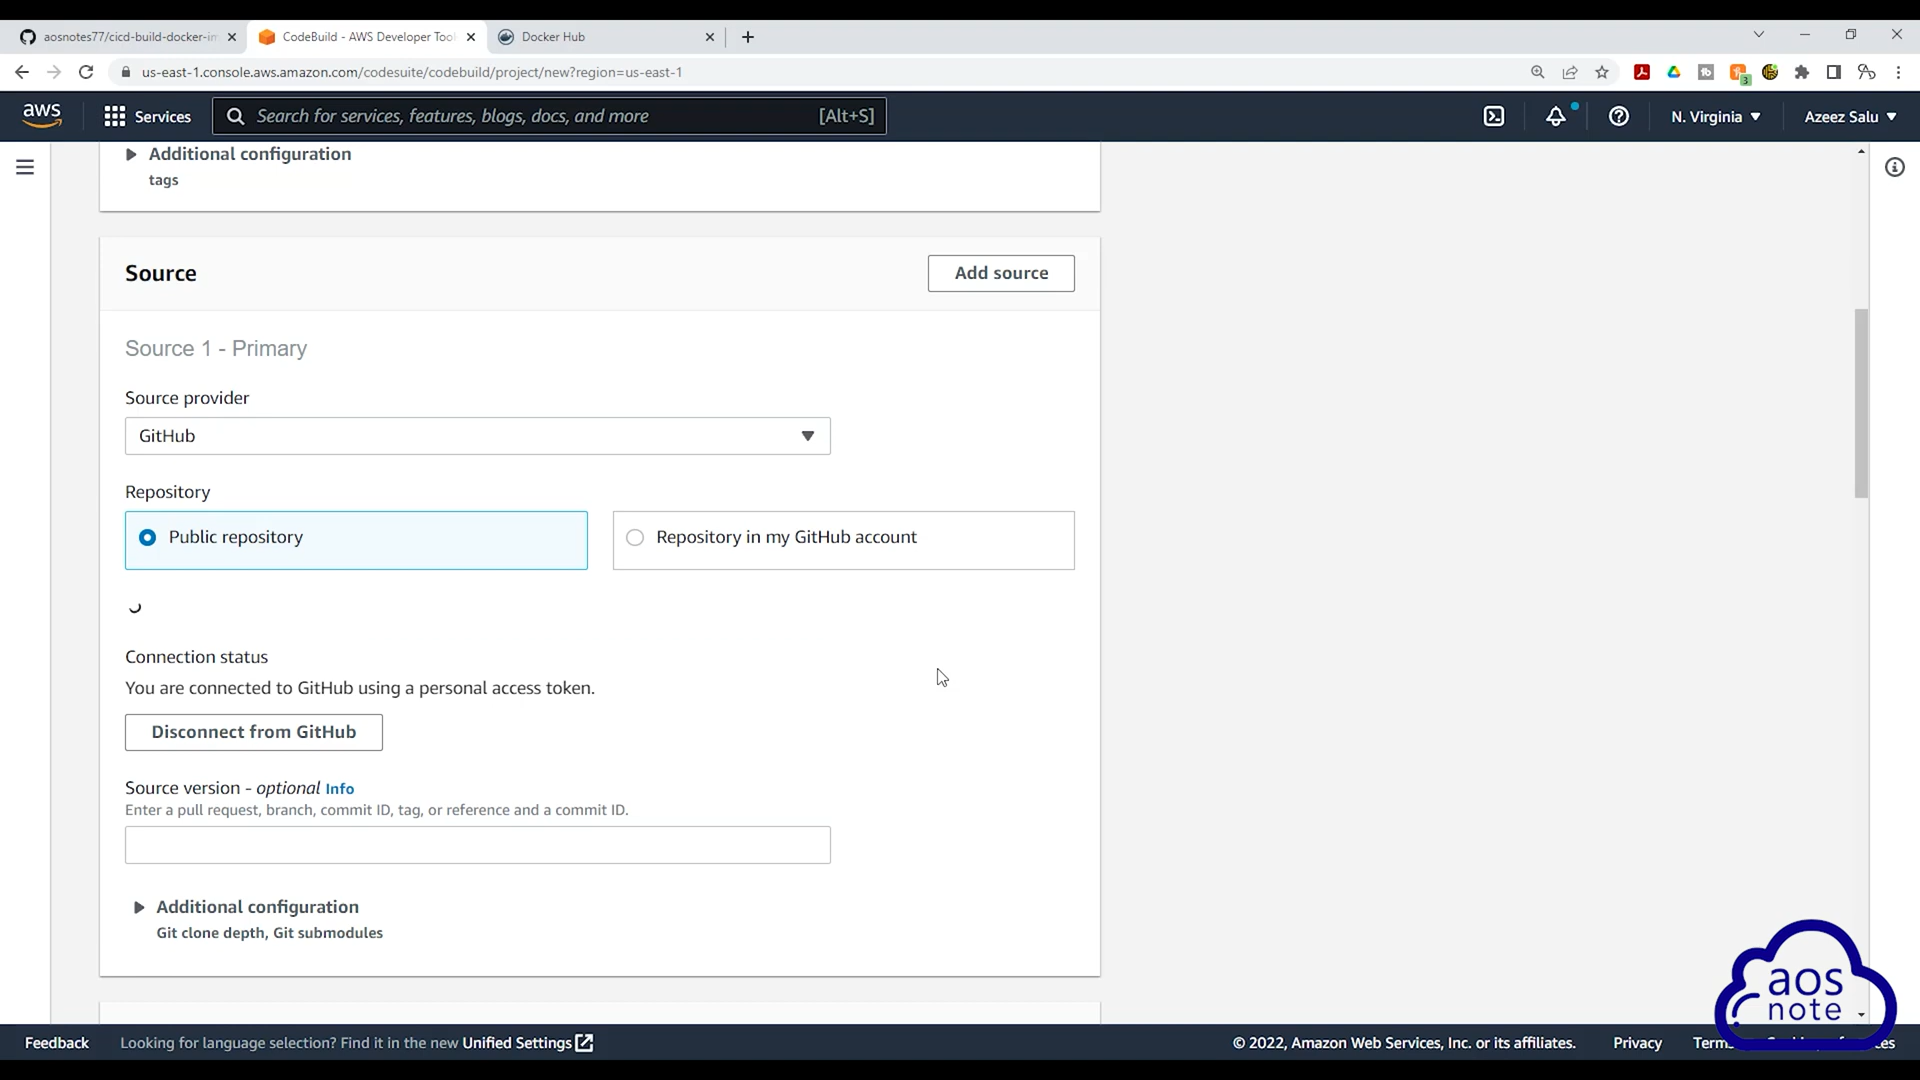 aosnotes77/cicd-build-docker-im
CodeBuild - AWS Developer Tool
Docker Hub
us-east-1.console.aws.amazon.com/codesuite/codebuild/project/new?region=us-east-1
aws
Services
Search for services, features, blogs, docs, and more
[Alt+S]
N. Virginia
Azeez Salu
Additional configuration
tags
Source
Add source
Source 1 - Primary
Source provider
GitHub
Repository
Public repository
Repository in my GitHub account
Connection status
You are connected to GitHub using a personal access token.
Disconnect from GitHub
Source version - optional Info
Enter a pull request, branch, commit ID, tag, or reference and a commit ID.
Additional configuration
Git clone depth, Git submodules
aos
note
Feedback
Looking for language selection? Find it in the new Unified Settings
© 2022, Amazon Web Services, Inc. or its affiliates.
Privacy
Terms